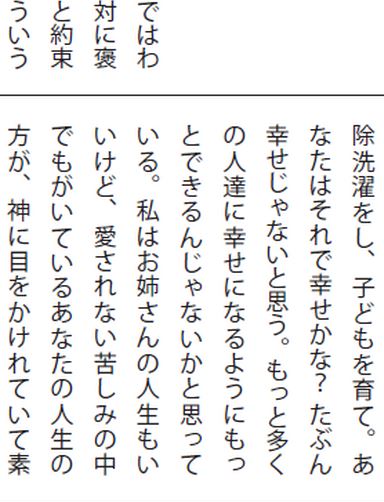 ではわ
対に褒
と約束
ういう
除洗濯をし、子どもを育て。あ
なたはそれで幸せかな？たぶん
幸せじゃないと思う。もっと多く
の人達に幸せになるようにもっ
とできるんじゃないかと思って
いる。私はお姉さんの人生もい
いけど、愛されない苦しみの中
でもがいているあなたの人生の
方が、神に目をかけれていて素